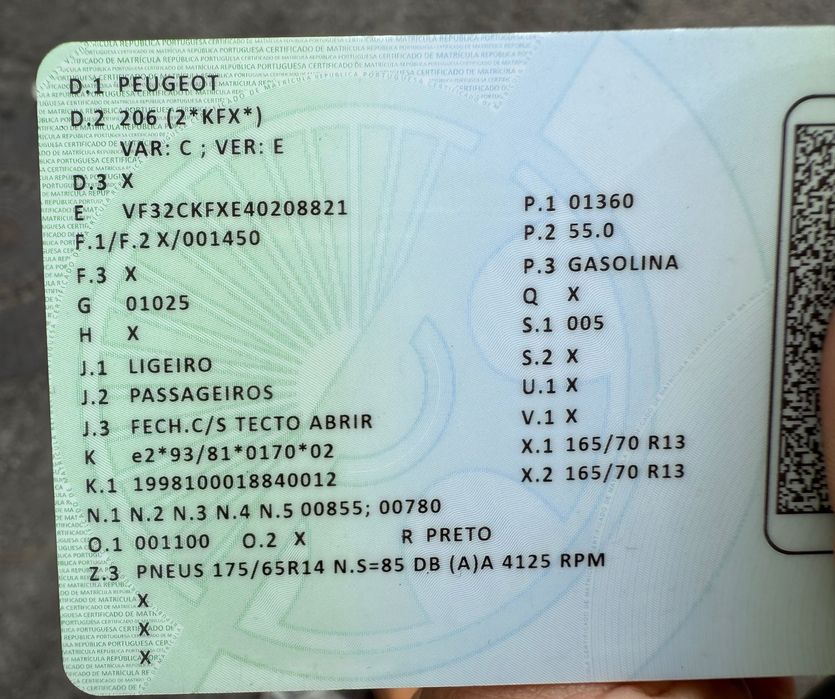 D.1 PEUGEOT
D.2 206 (2*KFX*)
VAR: C ; VER: E
D.3 X
E VF32CKFXE40208821
F.1/F.2 X/001450
F.3 X
G 01025
H X
J.1 LIGEIRO
J.2 PASSAGEIROS
J.3 FECH.C/S TECTO ABRIR
K e2*93/81*0170*02
K.1 1998100018840012
N.1 N.2 N.3 N.4 N.5 00855; 00780
O.1 001100 O.2 X R PRETO
Z.3 PNEUS 175/65R14 N.S=85 DB (A)A 4125 RPM
X
X
X
P.1 01360
P.2 55.0
P.3 GASOLINA
Q X
S.1 005
S.2 X
U.1 X
V.1 X
X.1 165/70 R13
X.2 165/70 R13